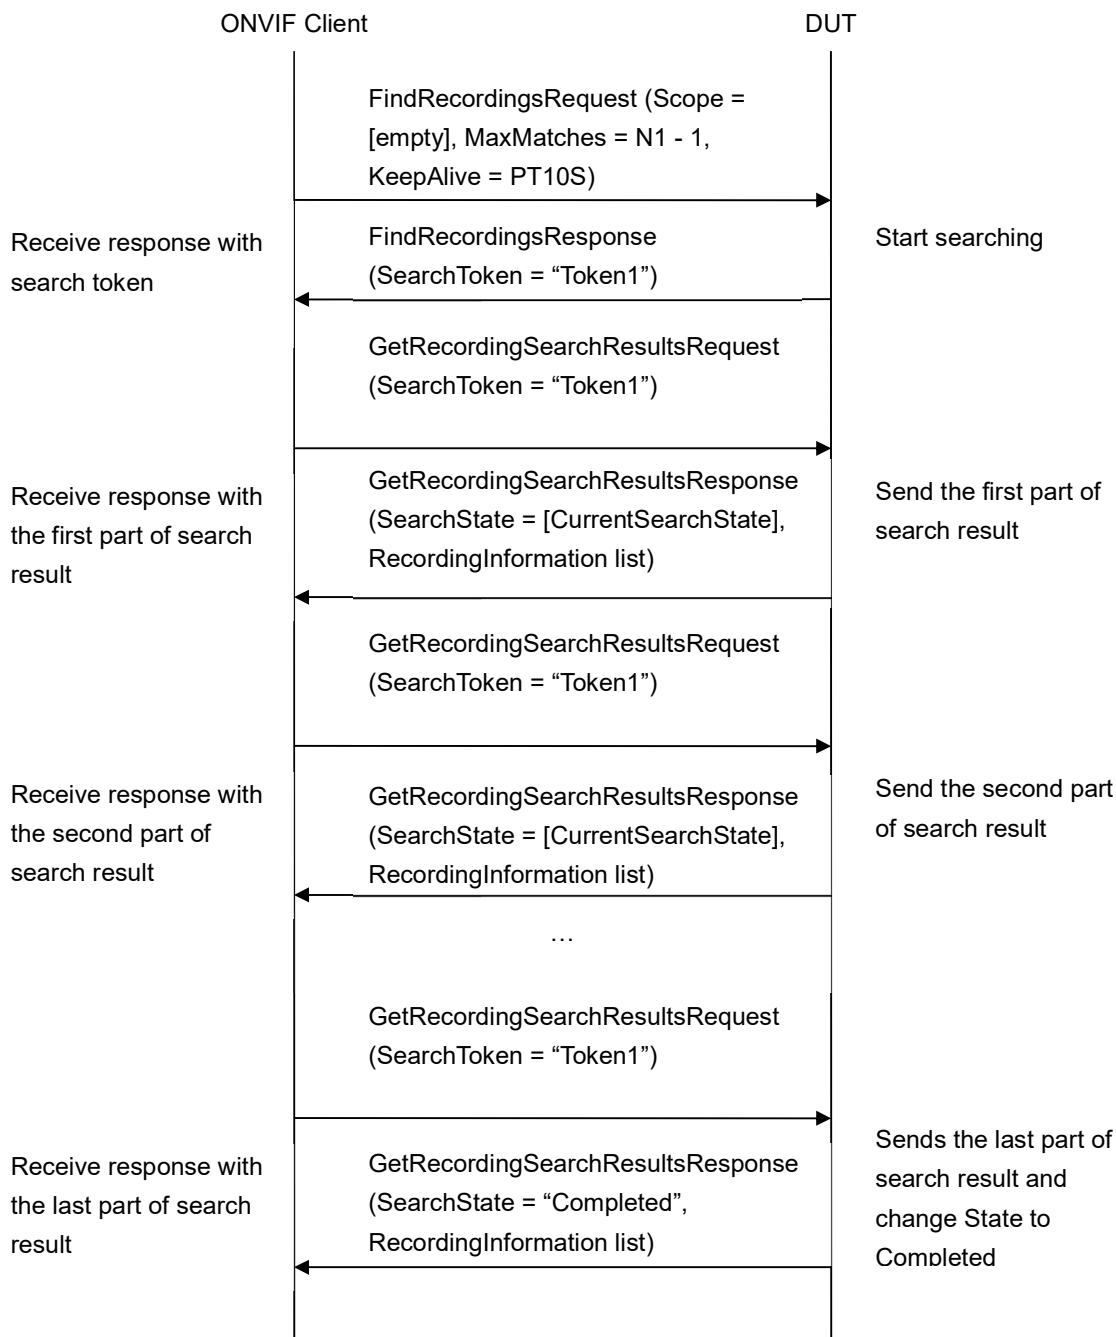 ONVIF Client
DUT
FindRecordingsRequest (Scope =
[empty], MaxMatches = N1 - 1,
KeepAlive = PT10S)
Receive response with
search token
FindRecordingsResponse
(SearchToken = “Token1”)
Start searching
GetRecordingSearchResultsRequest
(SearchToken = “Token1”)
Receive response with
the first part of search
result
GetRecordingSearchResultsResponse
(SearchState = [CurrentSearchState],
RecordingInformation list)
Send the first part of
search result
GetRecordingSearchResultsRequest
(SearchToken = “Token1”)
Receive response with
the second part of
search result
GetRecordingSearchResultsResponse
(SearchState = [CurrentSearchState],
RecordingInformation list)
Send the second part
of search result
…
GetRecordingSearchResultsRequest
(SearchToken = “Token1”)
Receive response with
the last part of search
result
GetRecordingSearchResultsResponse
(SearchState = “Completed”,
RecordingInformation list)
Sends the last part of
search result and
change State to
Completed